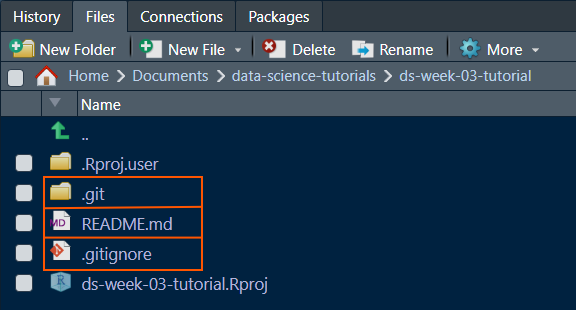 History Files Connections Packages
New Folder New File Delete Rename More
Home Documents data-science-tutorials ds-week-03-tutorial
Name
..
.Rproj.user
.git
MD README.md
.gitignore
R ds-week-03-tutorial.Rproj